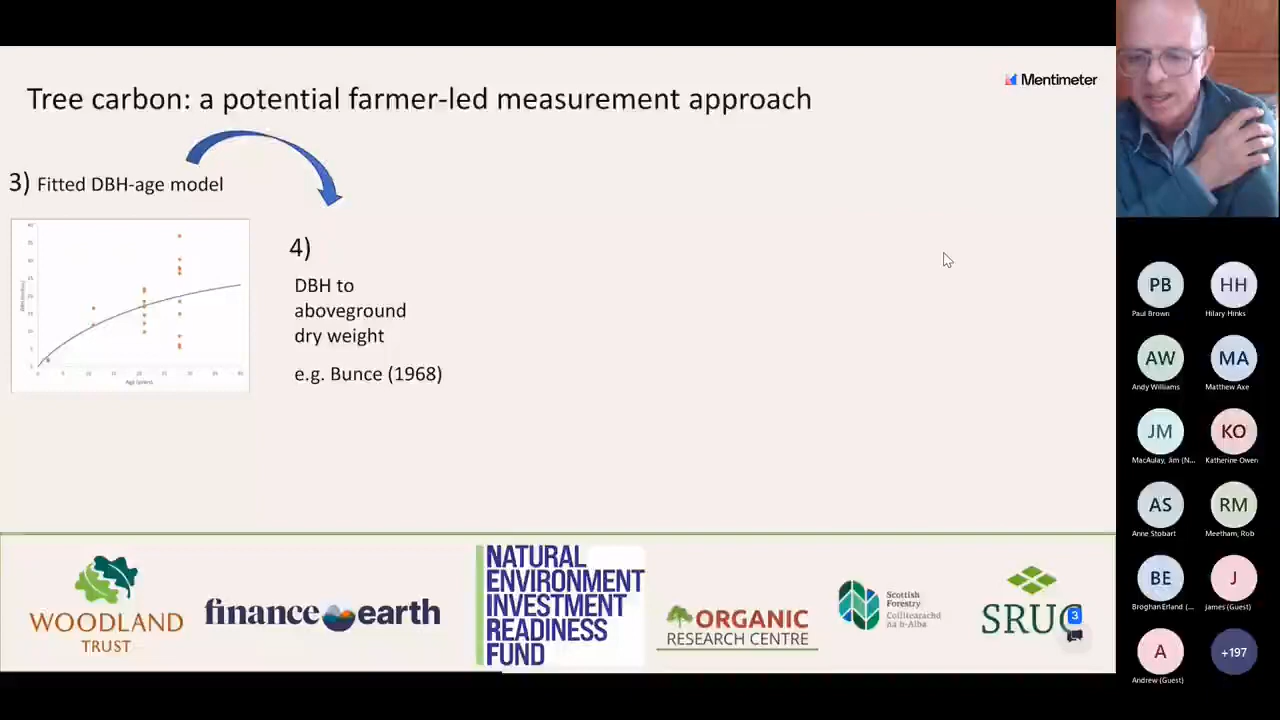 Mentimeter
Tree carbon: a potential farmer-led measurement approach
3) Fitted DBH-age model
4)
DBH to
aboveground
dry weight
e.g. Bunce (1968)
Age (years)
WOODLAND
TRUST
finance earth
NATURAL
ENVIRONMENT
INVESTMENT
READINESS
FUND
ORGANIC
RESEARCH CENTRE
Scottish
Forestry
Coilltearachd
na h-Alba
SRUC
3
PB
Paul Brown
HH
Hilary Hinks
AW
Andy Williams
MA
Matthew Axe
JM
MacAulay, Jim (N...
KO
Katherine Owen
AS
Anne Stobart
RM
Meetham, Rob
BE
Broghan Erland (...
J
james (Guest)
A
Andrew (Guest)
+197